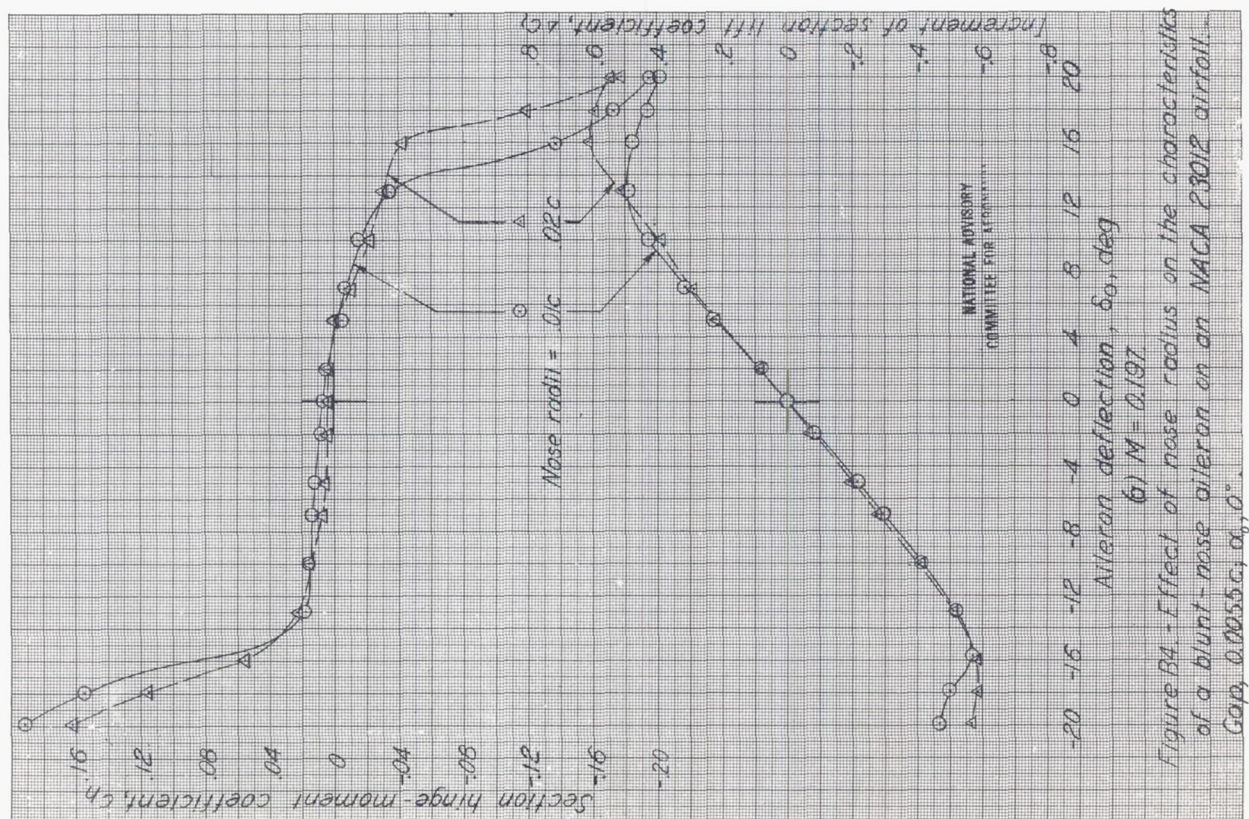 Section hinge-moment coefficient, ch
.16
.12
.08
.04
0
-.04
-.08
-.12
-.16
-.20
Increment of section lift coefficient, Δcl
.8
.6
.4
.2
0
-.2
-.4
-.6
-.8
Nose radii = .01c .02c
NATIONAL ADVISORY
COMMITTEE FOR AERONAUTICS
-20 -16 -12 -8 -4 0 4 8 12 16 20
Aileron deflection, δa, deg
(a) M = 0.197.
Figure B4.-Effect of nose radius on the characteristics
of a blunt-nose aileron on an NACA 23012 airfoil.
Gap, 0.0055c; α0, 0°.